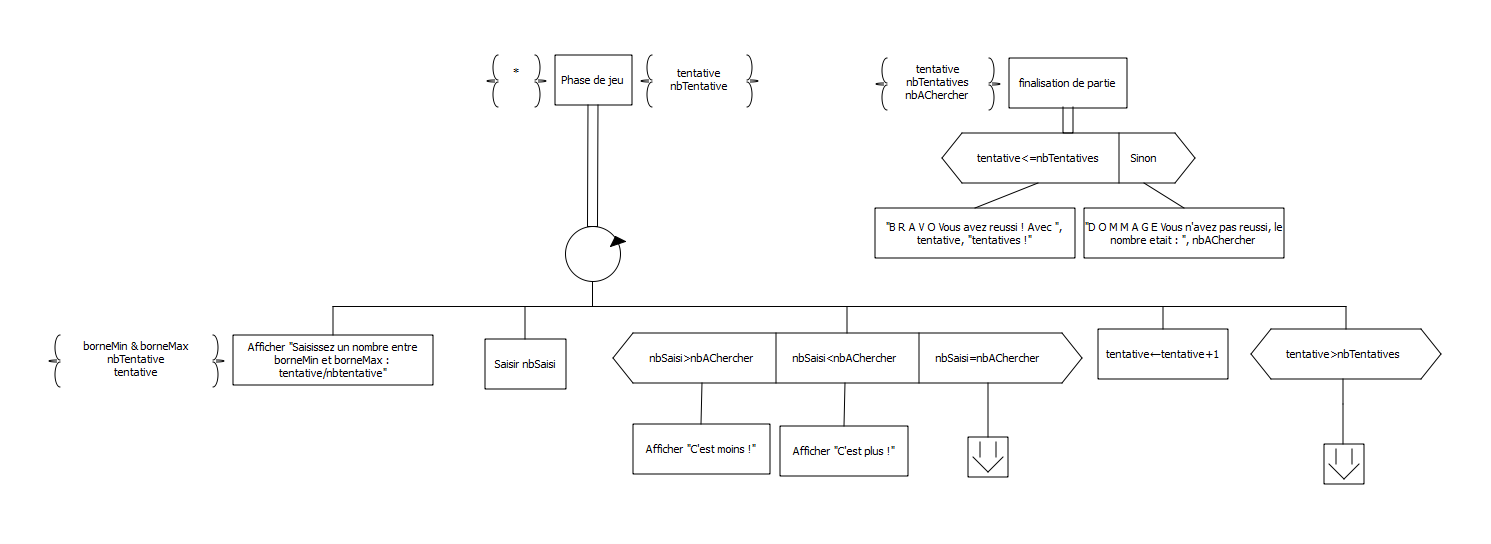 *
Phase de jeu
tentative
nbTentative
tentative
nbTentatives
nbAChercher
finalisation de partie
tentative<=nbTentatives
Sinon
"B R A V O Vous avez reussi ! Avec ",
tentative, "tentatives !"
"D O M M A G E Vous n'avez pas reussi, le
nombre etait : ", nbAChercher
borneMin & borneMax
nbTentative
tentative
Afficher "Saisissez un nombre entre
borneMin et borneMax :
tentative/nbtentative"
Saisir nbSaisi
nbSaisi>nbAChercher
nbSaisi<nbAChercher
nbSaisi=nbAChercher
tentative←tentative+1
tentative>nbTentatives
Afficher "C'est moins !"
Afficher "C'est plus !"